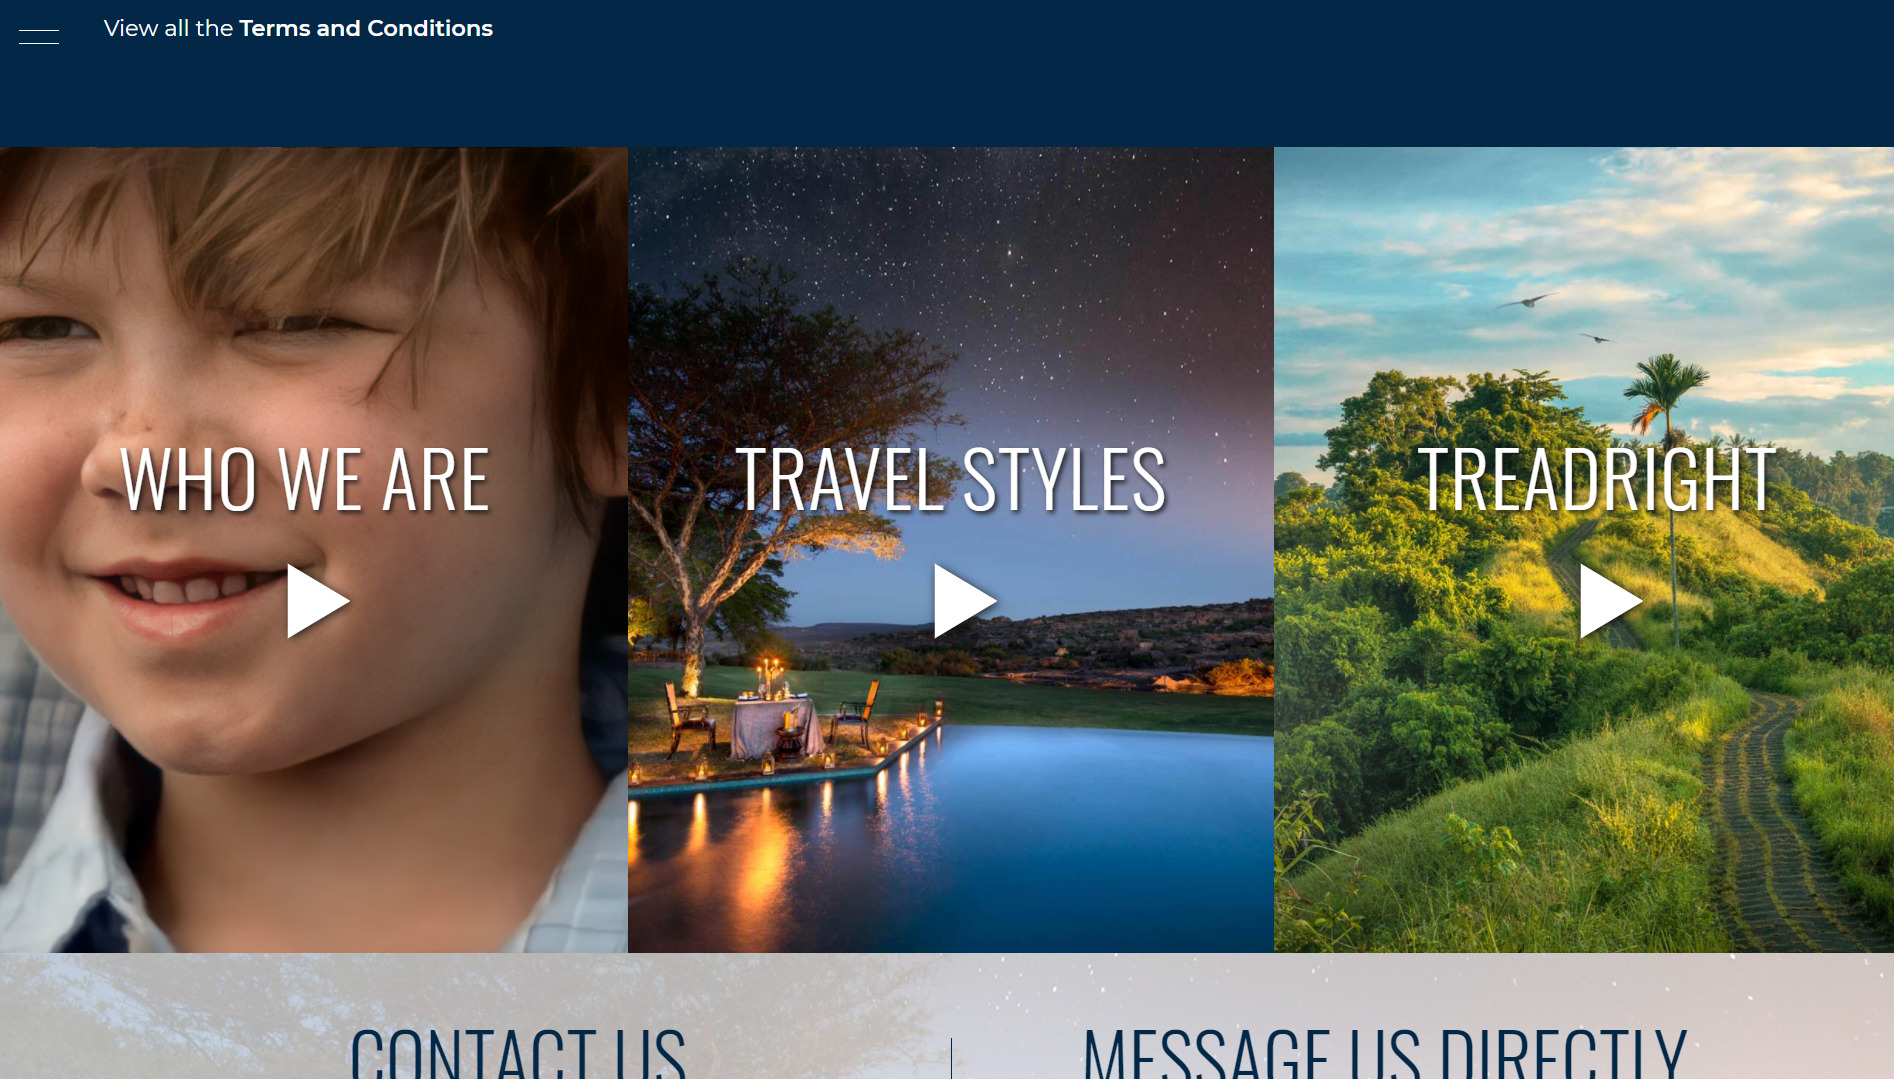 View all the Terms and Conditions
WHO WE ARE
TRAVEL STYLES
TREADRIGHT
CONTACT US
MESSAGE US DIRECTLY